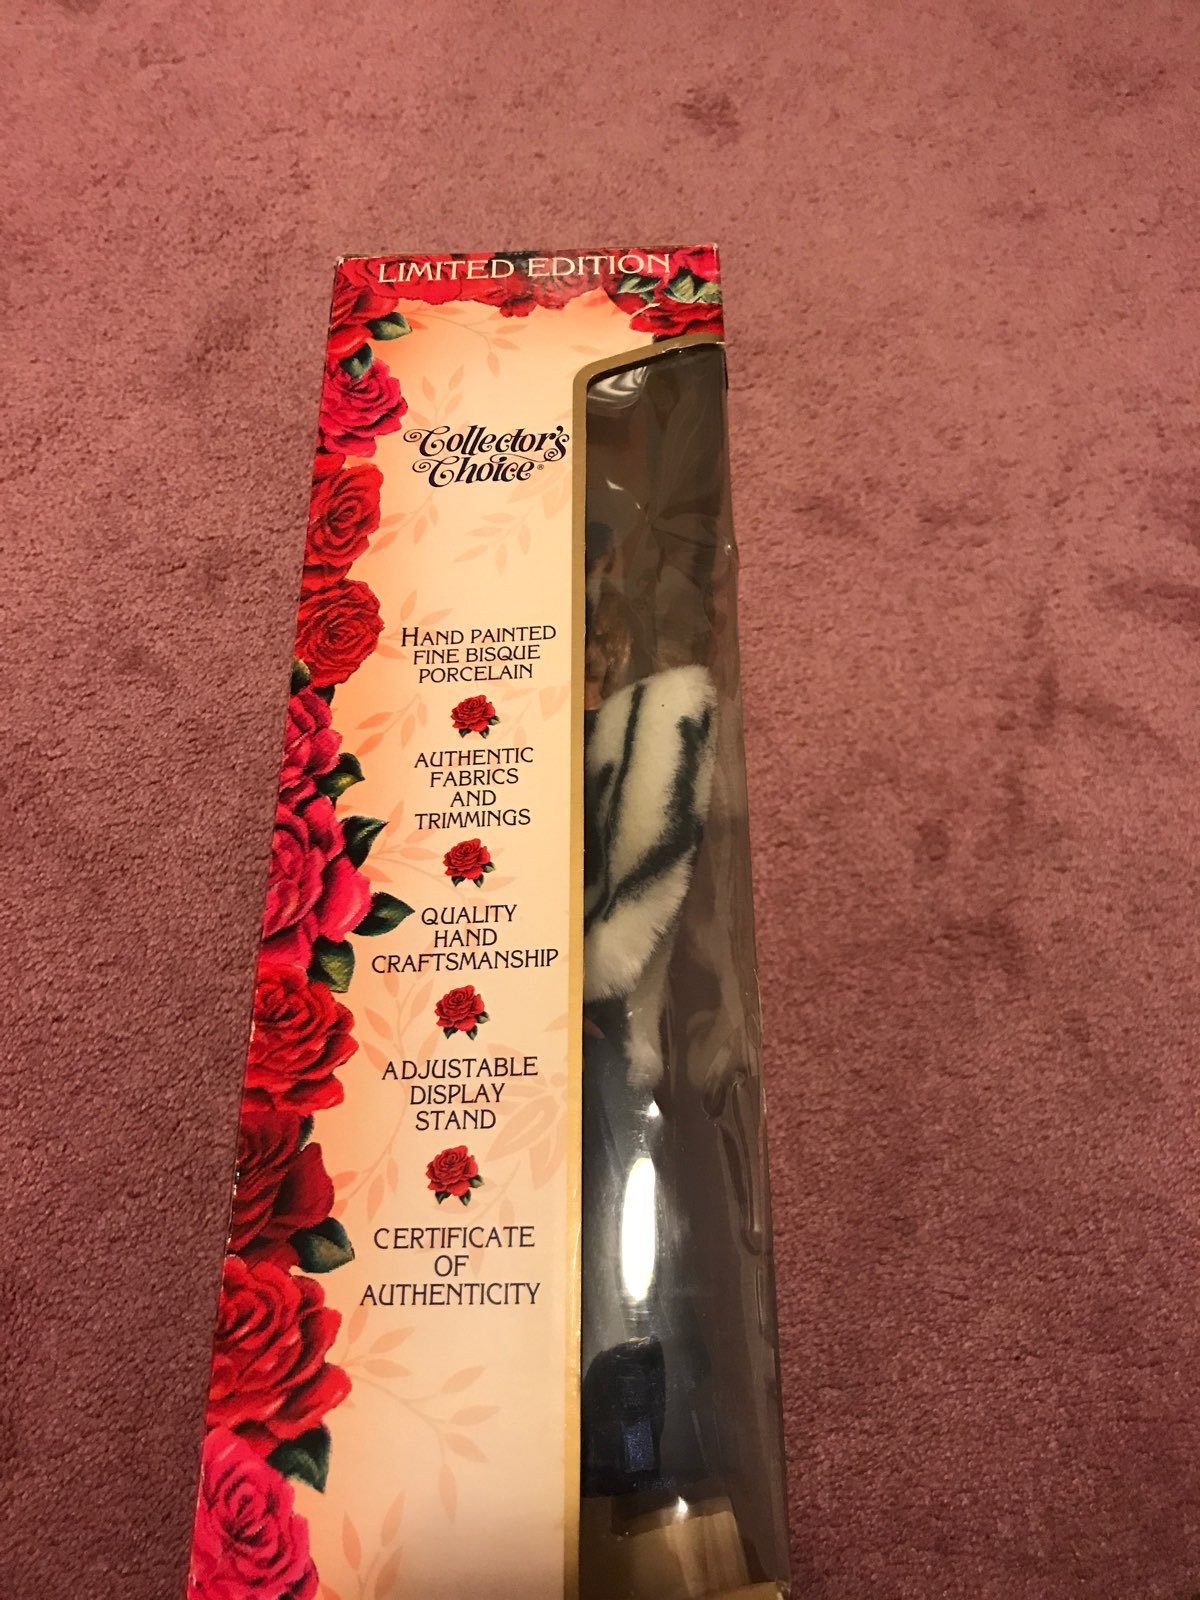 LIMITED EDITION
Collector's
Choice®
HAND PAINTED
FINE BISQUE
PORCELAIN
AUTHENTIC
FABRICS
AND
TRIMMINGS
QUALITY
HAND
CRAFTSMANSHIP
ADJUSTABLE
DISPLAY
STAND
CERTIFICATE
OF
AUTHENTICITY